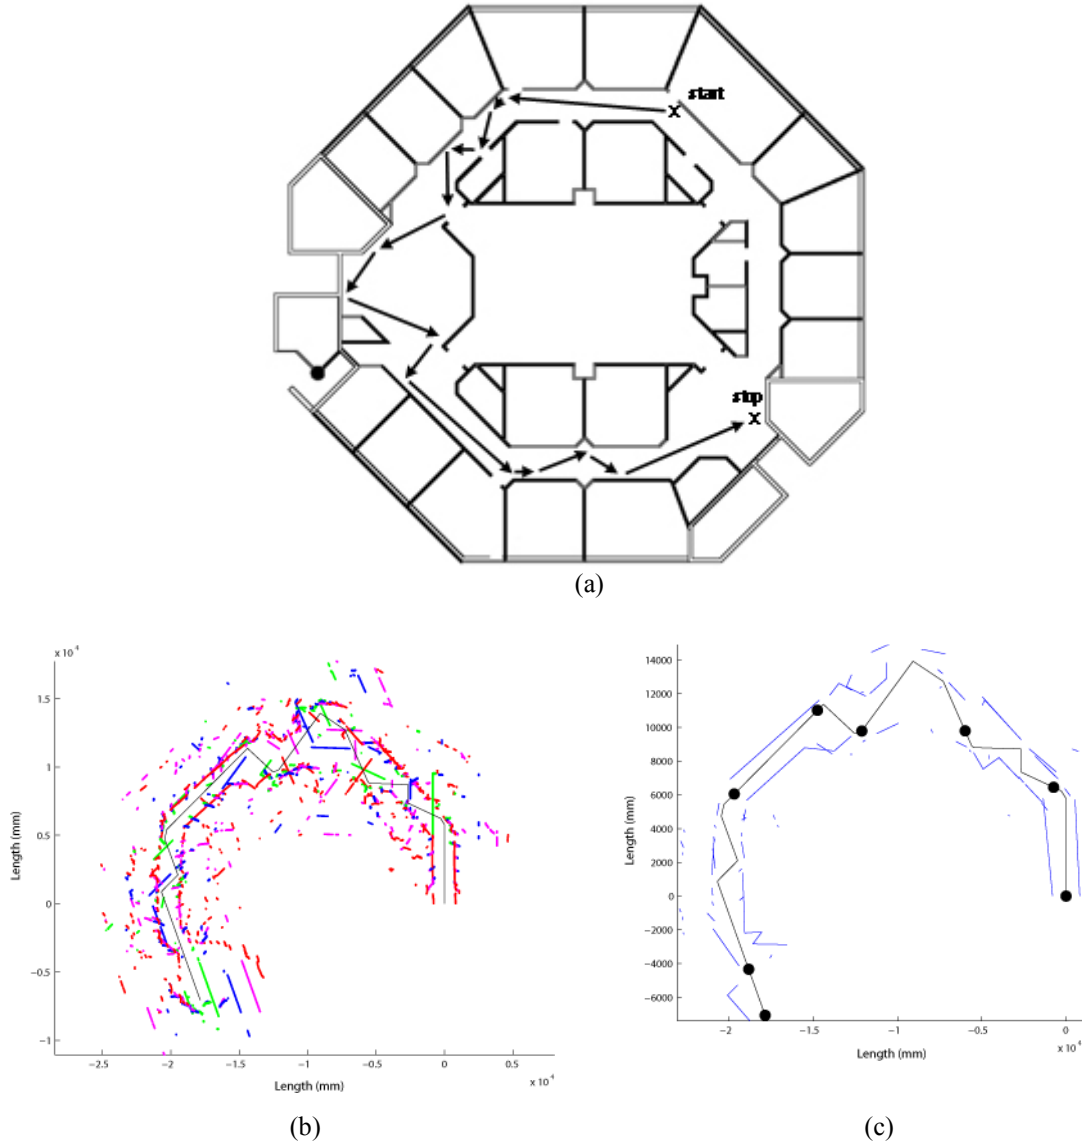 start
X
stop
X
(a)
x 10⁴
1.5
1
0.5
0
−0.5
−1
Length (mm)
−2.5 −2 −1.5 −1 −0.5 0 0.5
x 10⁴
Length (mm)
(b)
14000
12000
10000
8000
6000
4000
2000
0
−2000
−4000
−6000
Length (mm)
−2 −1.5 −1 −0.5 0
x 10⁴
Length (mm)
(c)